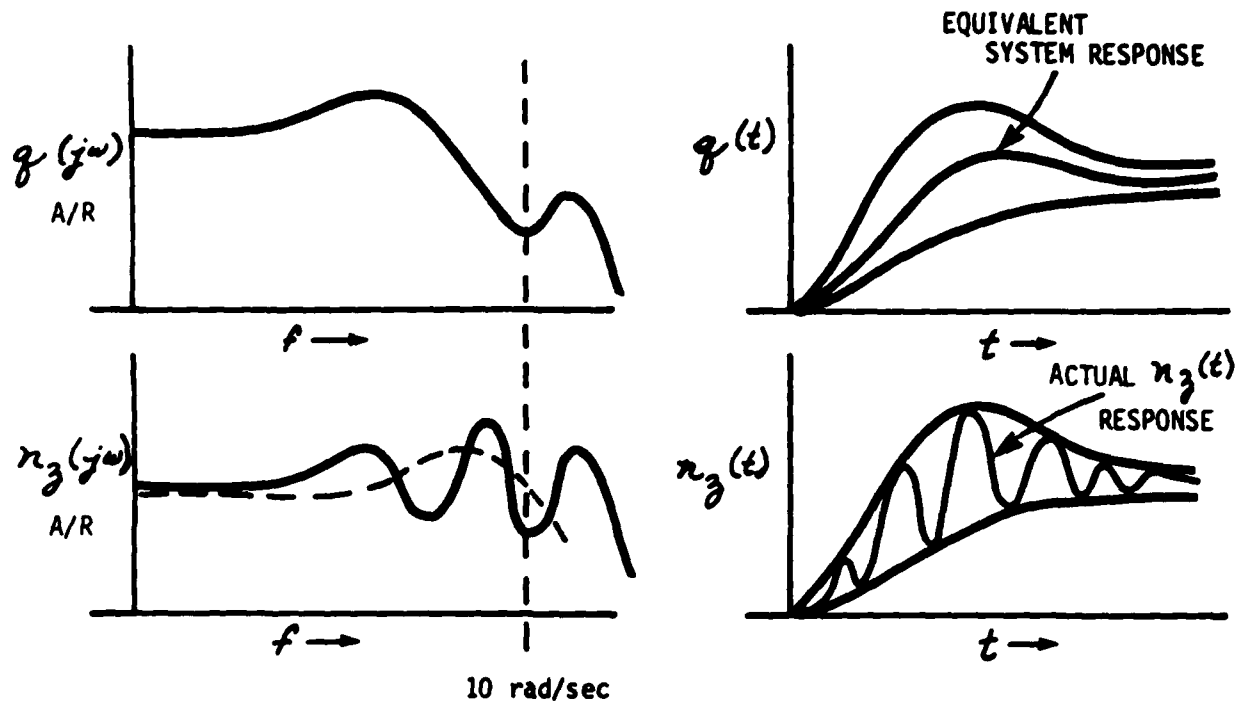 q (jω)
A/R
f
EQUIVALENT
SYSTEM RESPONSE
q (t)
t
n_z(jω)
A/R
f
10 rad/sec
ACTUAL n_z(t)
RESPONSE
n_z(t)
t